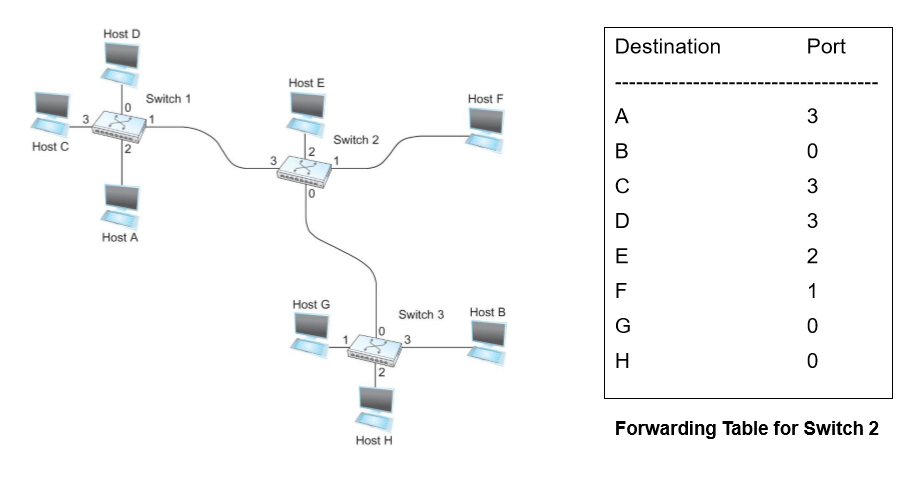 Host D
Switch 1
0
3
1
Host C
2
Host A
Host E
Switch 2
2
3
1
0
Host F
Host G
Switch 3
Host B
0
1
3
2
Host H
Destination Port
------------------------------------------
A 3
B 0
C 3
D 3
E 2
F 1
G 0
H 0
Forwarding Table for Switch 2